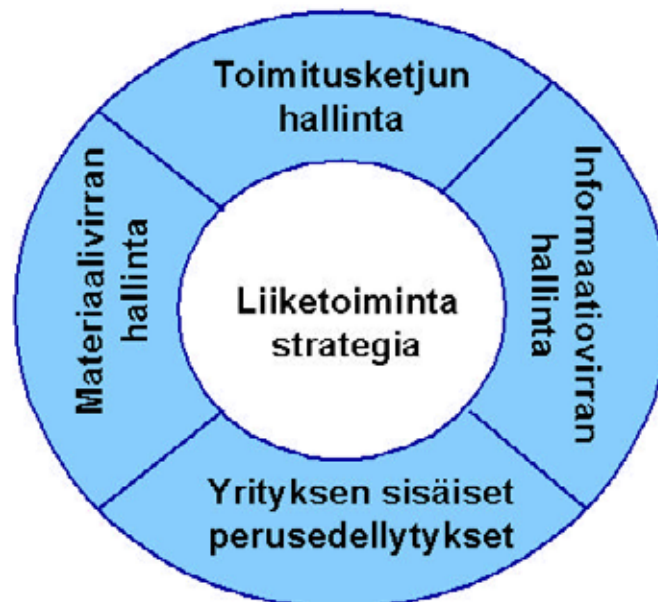 Toimitusketjun
hallinta
Materiaalivirran
hallinta
Informaatiovirran
hallinta
Liiketoiminta
strategia
Yrityksen sisäiset
perusedellytykset